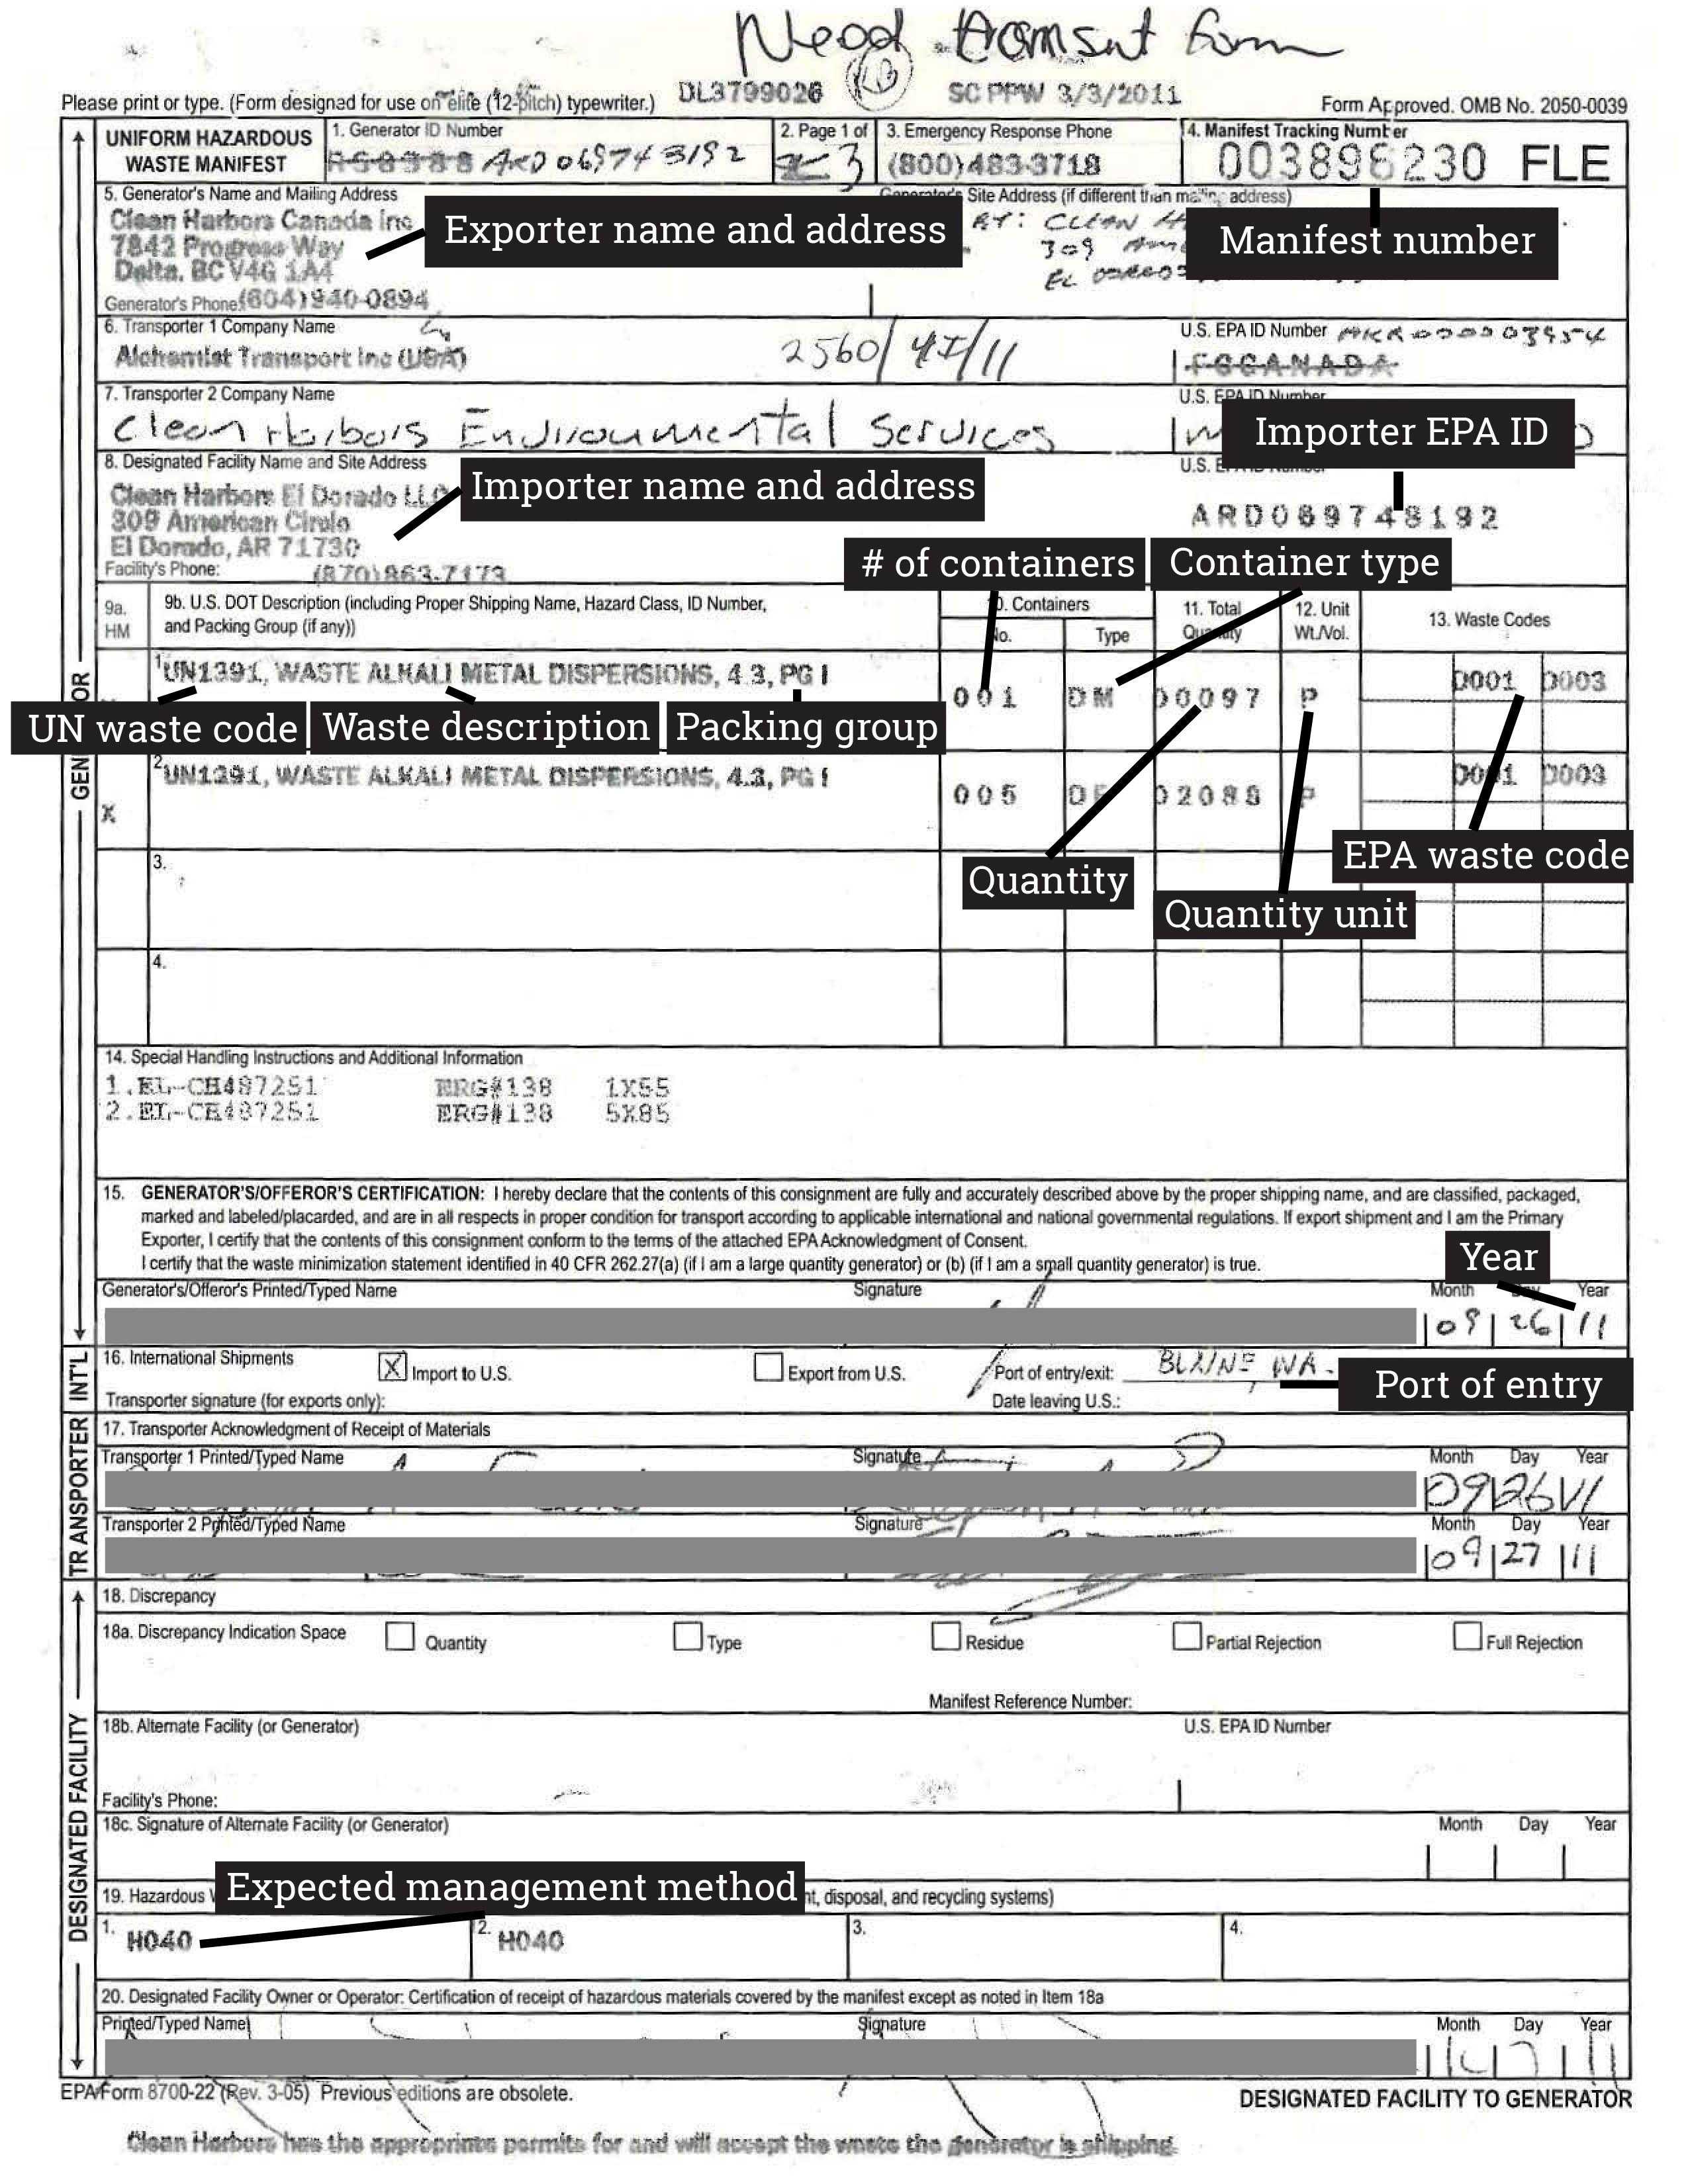 Need transit form
DL3799026 SC PPW 3/3/2011
Please print or type. (Form designed for use on elite (12-pitch) typewriter.)
Form Approved. OMB No. 2050-0039
UNIFORM HAZARDOUS WASTE MANIFEST
1. Generator ID Number
ARD069743192
2. Page 1 of
3
3. Emergency Response Phone
(800)483-3718
4. Manifest Tracking Number
003896230 FLE
5. Generator's Name and Mailing Address
Clean Harbors Canada Inc
7842 Progress Way
Delta, BC V4G 1A4
Exporter name and address
Generator's Site Address (if different than mailing address)
AT: CLEAN
309
EL
Manifest number
Generator's Phone: (604)940-0894
6. Transporter 1 Company Name
Alchemist Transport Inc (USA)
2560/
U.S. EPA ID Number
FGCANADA
7. Transporter 2 Company Name
Clean Harbors Environmental Services
U.S. EPA ID Number
Importer EPA ID
8. Designated Facility Name and Site Address
Clean Harbors El Dorado LLC
309 American Circle
El Dorado, AR 71730
Importer name and address
ARD069748192
Facility's Phone: (870)863-7173
# of containers
Container type
9a. HM
9b. U.S. DOT Description (including Proper Shipping Name, Hazard Class, ID Number, and Packing Group (if any))
10. Containers
No.
Type
11. Total Quantity
12. Unit Wt./Vol.
13. Waste Codes
GENERATOR
1. UN1391, WASTE ALKALI METAL DISPERSIONS, 4.3, PG I
001 DM 00097 P D001 D003
UN waste code
Waste description
Packing group
X
2. UN1391, WASTE ALKALI METAL DISPERSIONS, 4.3, PG I
005 02088 P D001 D003
3.
Quantity
Quantity unit
EPA waste code
4.
14. Special Handling Instructions and Additional Information
1.EL-CH487251 ERG#138 1X55
2.EL-CH487251 ERG#138 5X85
15. GENERATOR'S/OFFEROR'S CERTIFICATION: I hereby declare that the contents of this consignment are fully and accurately described above by the proper shipping name, and are classified, packaged,
marked and labeled/placarded, and are in all respects in proper condition for transport according to applicable international and national governmental regulations. If export shipment and I am the Primary
Exporter, I certify that the contents of this consignment conform to the terms of the attached EPA Acknowledgment of Consent.
I certify that the waste minimization statement identified in 40 CFR 262.27(a) (if I am a large quantity generator) or (b) (if I am a small quantity generator) is true.
Year
Generator's/Offeror's Printed/Typed Name
Signature
Month Day Year
09 26 11
INT'L
16. International Shipments
X Import to U.S.
Export from U.S.
Port of entry/exit: BLAINE WA.
Port of entry
Transporter signature (for exports only):
Date leaving U.S.:
TRANSPORTER
17. Transporter Acknowledgment of Receipt of Materials
Transporter 1 Printed/Typed Name
Signature
Month Day Year
09 26 11
Transporter 2 Printed/Typed Name
Signature
Month Day Year
09 27 11
DESIGNATED FACILITY
18. Discrepancy
18a. Discrepancy Indication Space
Quantity
Type
Residue
Partial Rejection
Full Rejection
Manifest Reference Number:
18b. Alternate Facility (or Generator)
U.S. EPA ID Number
Facility's Phone:
18c. Signature of Alternate Facility (or Generator)
Month Day Year
Expected management method
19. Hazardous disposal, and recycling systems)
1. H040
2. H040
3.
4.
20. Designated Facility Owner or Operator: Certification of receipt of hazardous materials covered by the manifest except as noted in Item 18a
Printed/Typed Name
Signature
Month Day Year
EPA Form 8700-22 (Rev. 3-05) Previous editions are obsolete.
DESIGNATED FACILITY TO GENERATOR
Clean Harbors has the appropriate permits for and will accept the waste the generator is shipping.